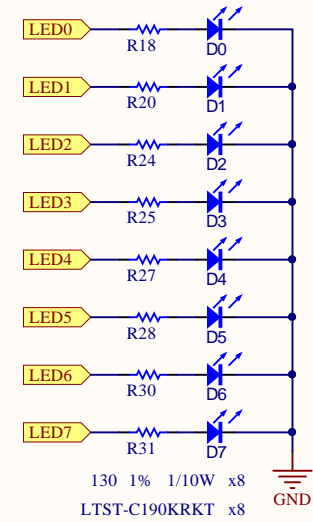 LED0 R18 D0
LED1 R20 D1
LED2 R24 D2
LED3 R25 D3
LED4 R27 D4
LED5 R28 D5
LED6 R30 D6
LED7 R31 D7
130 1% 1/10W x8
GND
LTST-C190KRKT x8